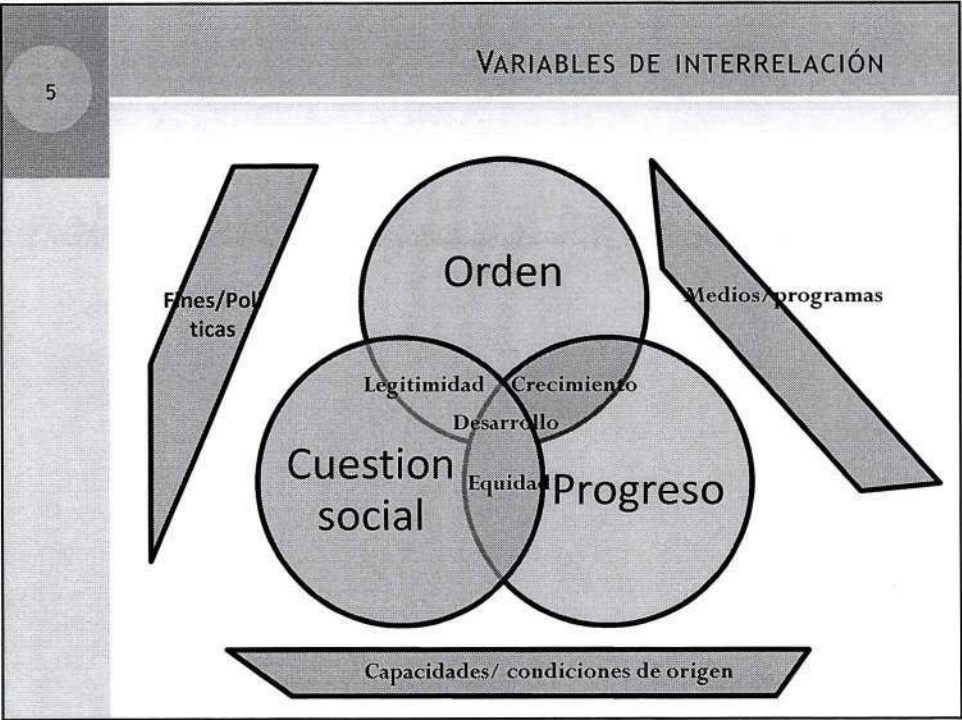 5
VARIABLES DE INTERRELACIÓN
Orden
Fines/Polí
ticas
Medios/programas
Legitimidad
Crecimiento
Desarrollo
Cuestion
social
Equidad
Progreso
Capacidades/ condiciones de origen